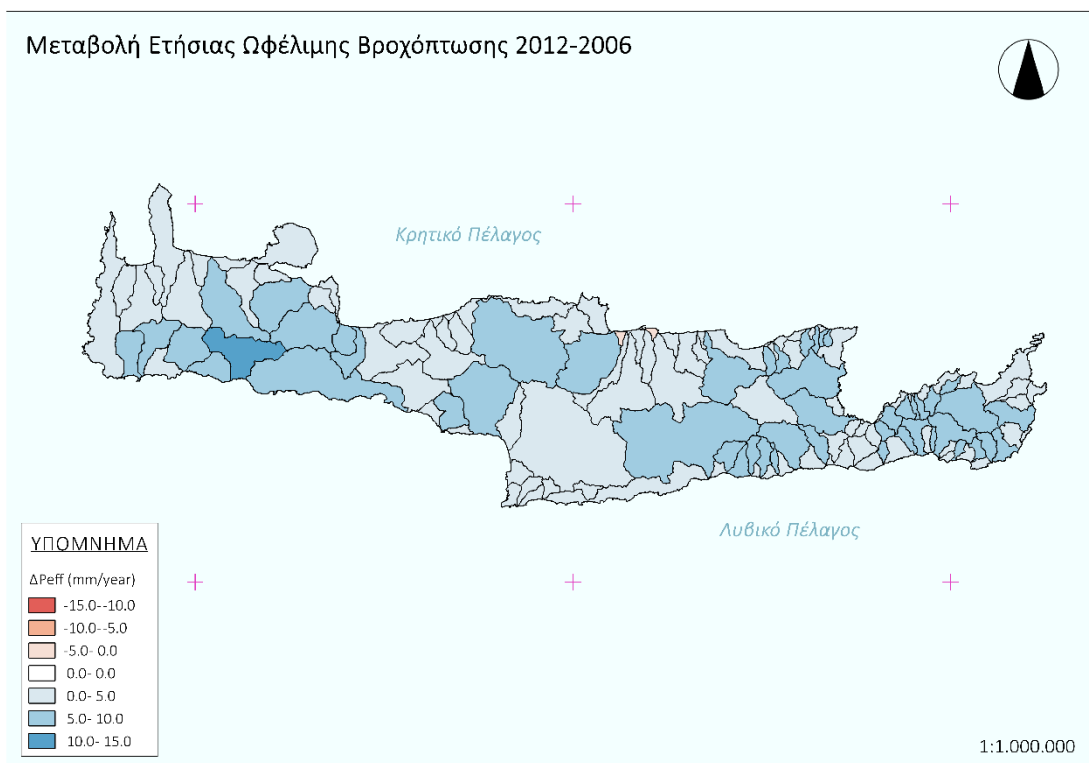 Μεταβολή Ετήσιας Ωφέλιμης Βροχόπτωσης 2012-2006
Κρητικό Πέλαγος
Λυβικό Πέλαγος
ΥΠΟΜΝΗΜΑ
ΔPeff (mm/year)
-15.0--10.0
-10.0--5.0
-5.0- 0.0
0.0- 0.0
0.0- 5.0
5.0- 10.0
10.0- 15.0
1:1.000.000